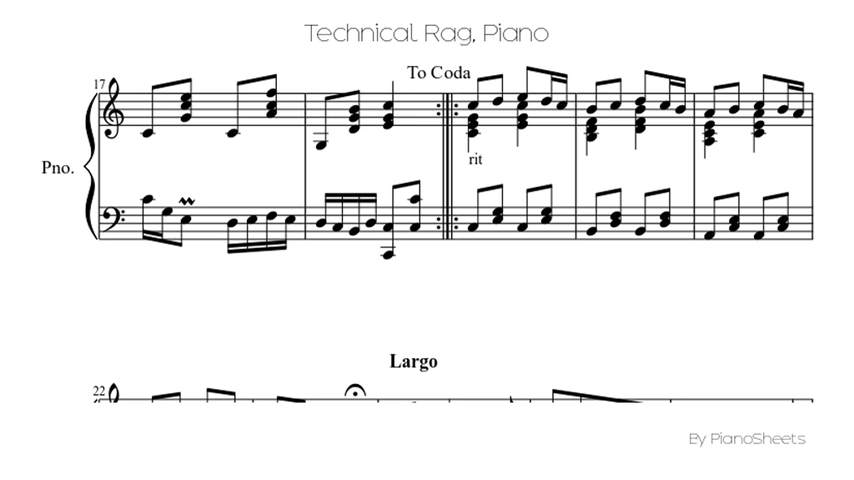 Technical Rag, Piano
To Coda
17
Pno.
rit
Largo
22
By PianoSheets